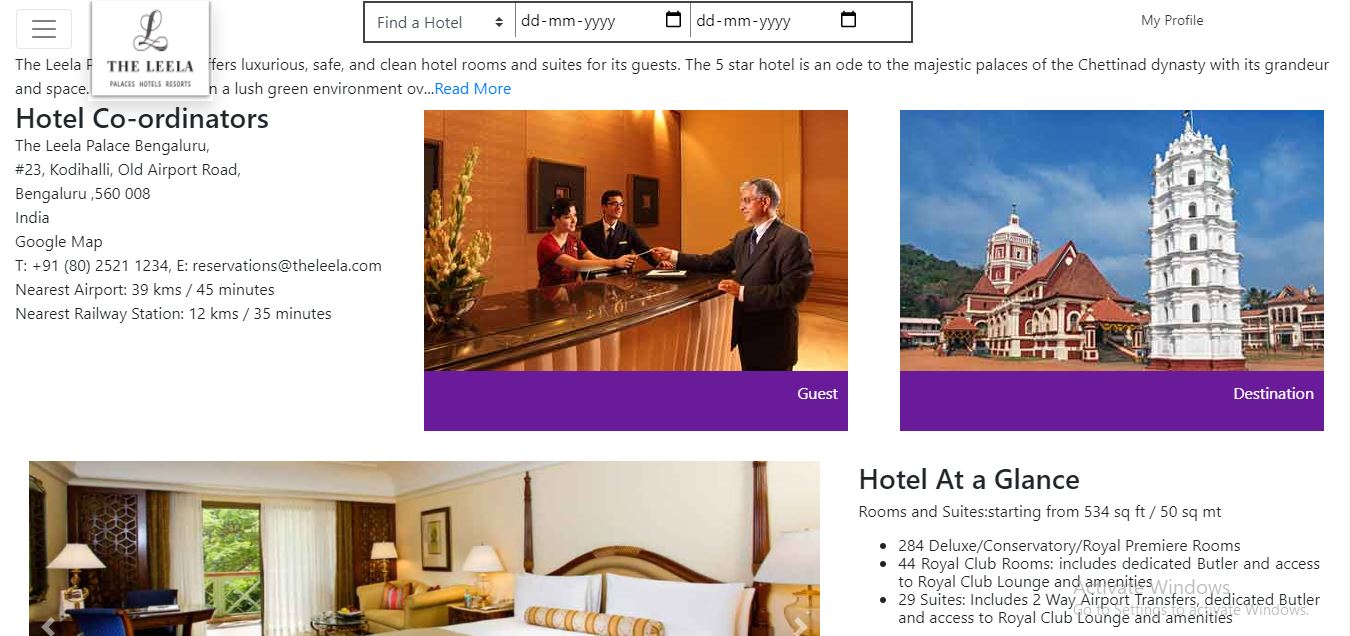 Find a Hotel
dd-mm-yyyy
dd-mm-yyyy
My Profile
THE LEELA
PALACES HOTELS RESORTS
The Leela ffers luxurious, safe, and clean hotel rooms and suites for its guests. The 5 star hotel is an ode to the majestic palaces of the Chettinad dynasty with its grandeur
and space. n a lush green environment ov...Read More
Hotel Co-ordinators
The Leela Palace Bengaluru,
#23, Kodihalli, Old Airport Road,
Bengaluru ,560 008
India
Google Map
T: +91 (80) 2521 1234, E: reservations@theleela.com
Nearest Airport: 39 kms / 45 minutes
Nearest Railway Station: 12 kms / 35 minutes
Guest
Destination
Hotel At a Glance
Rooms and Suites:starting from 534 sq ft / 50 sq mt
284 Deluxe/Conservatory/Royal Premiere Rooms
44 Royal Club Rooms: includes dedicated Butler and access
to Royal Club Lounge and amenities
29 Suites: Includes 2 Way Airport Transfers, dedicated Butler
and access to Royal Club Lounge and amenities
Activate Windows
Go to Settings to activate Windows.